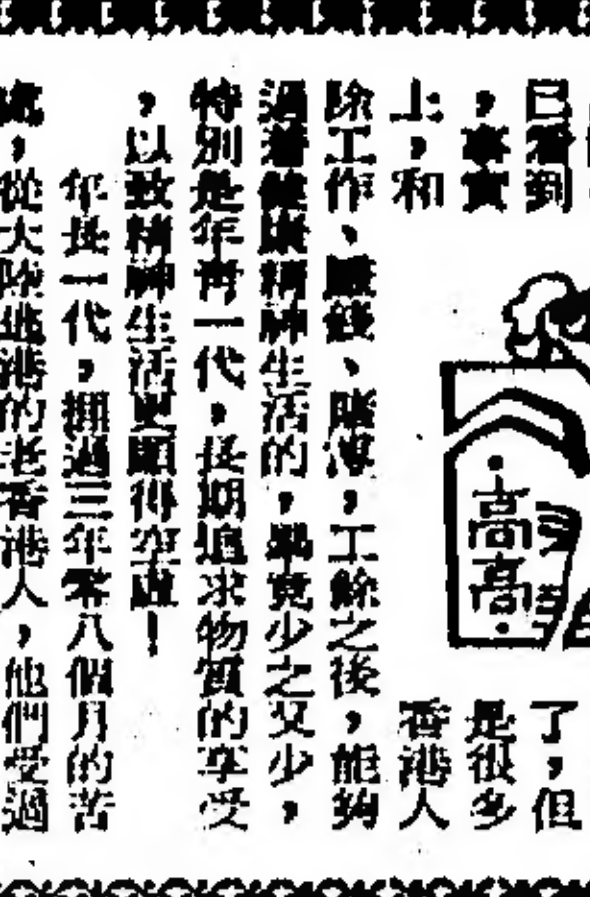 已看到
了,但
,事實
是很多
上,和
香港人
除工作、賺錢、賭博,工餘之後,能夠
過着健康精神生活的,畢竟少之又少,
特別是年青一代,長期追求物質的享受
,以致精神生活更顯得空虛!
年長一代,捱過三年零八個月的苦
處,從大陸逃港的老香港人,他們受過
·高高·